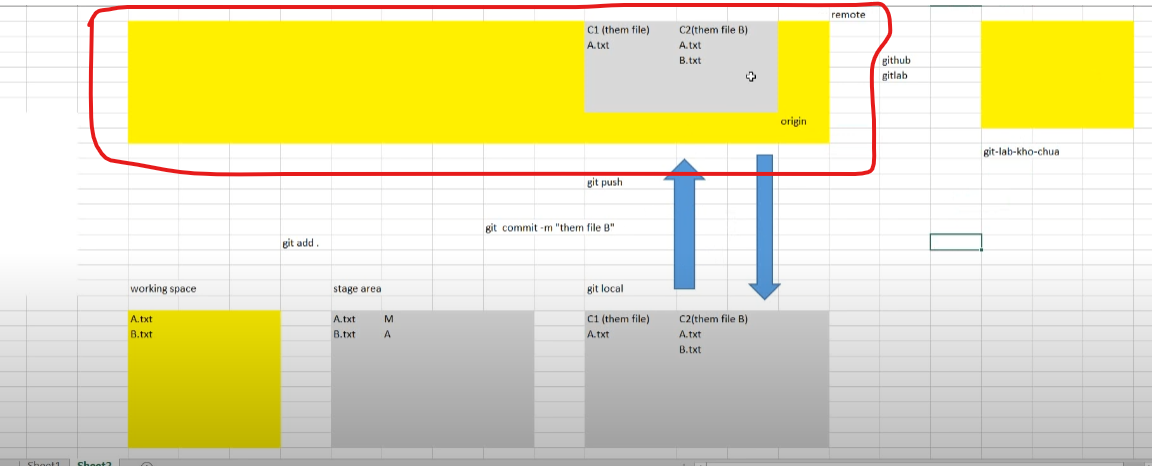 remote
C1 (them file) C2(them file B)
A.txt A.txt
B.txt
github
gitlab
origin
git-lab-kho-chua
git push
git commit -m "them file B"
git add .
working space stage area git local
A.txt A.txt M C1 (them file) C2(them file B)
B.txt B.txt A A.txt A.txt
B.txt
Sheet1 Sheet2